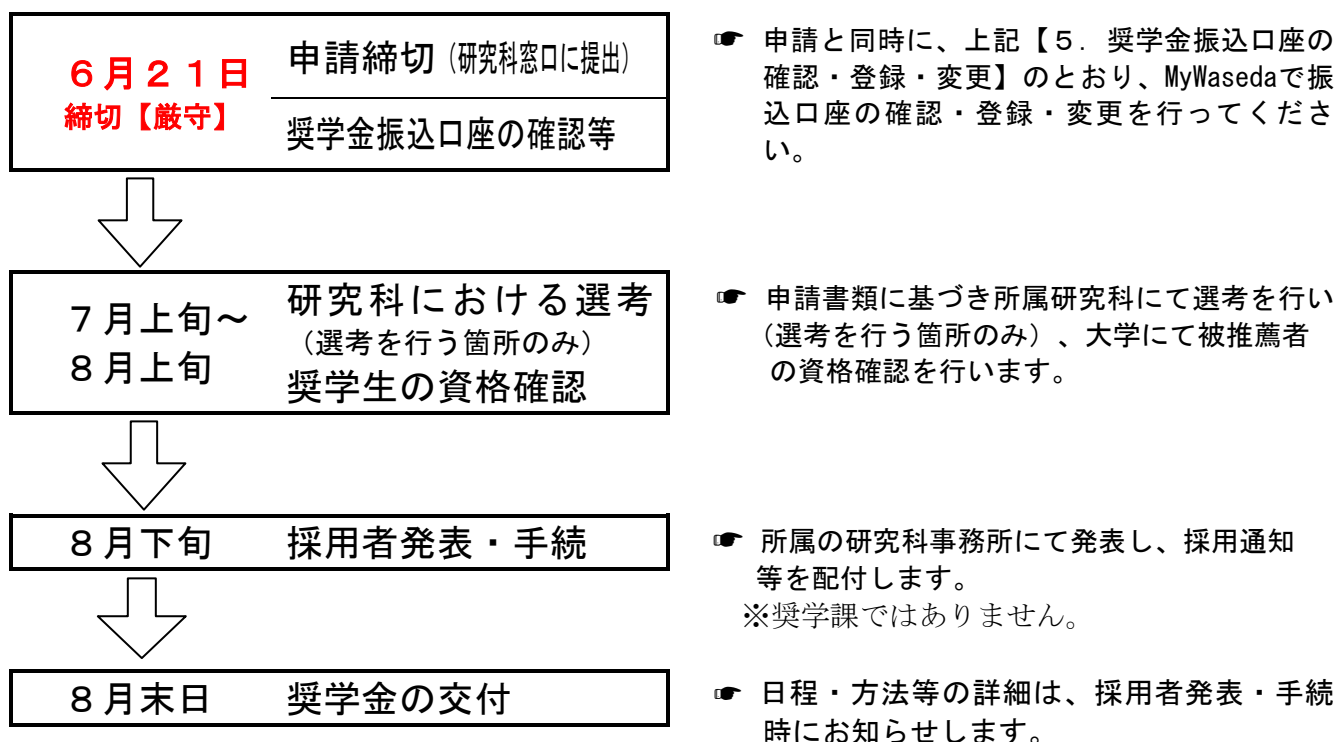 ６月２１日
締切【厳守】
申請締切（研究科窓口に提出）
奨学金振込口座の確認等
☞ 申請と同時に、上記【５．奨学金振込口座の
確認・登録・変更】のとおり、MyWasedaで振
込口座の確認・登録・変更を行ってくださ
い。
７月上旬～
８月上旬
研究科における選考
（選考を行う箇所のみ）
奨学生の資格確認
☞ 申請書類に基づき所属研究科にて選考を行い
（選考を行う箇所のみ）、大学にて被推薦者
の資格確認を行います。
８月下旬 採用者発表・手続
☞ 所属の研究科事務所にて発表し、採用通知
等を配付します。
※奨学課ではありません。
８月末日 奨学金の交付
☞ 日程・方法等の詳細は、採用者発表・手続
時にお知らせします。